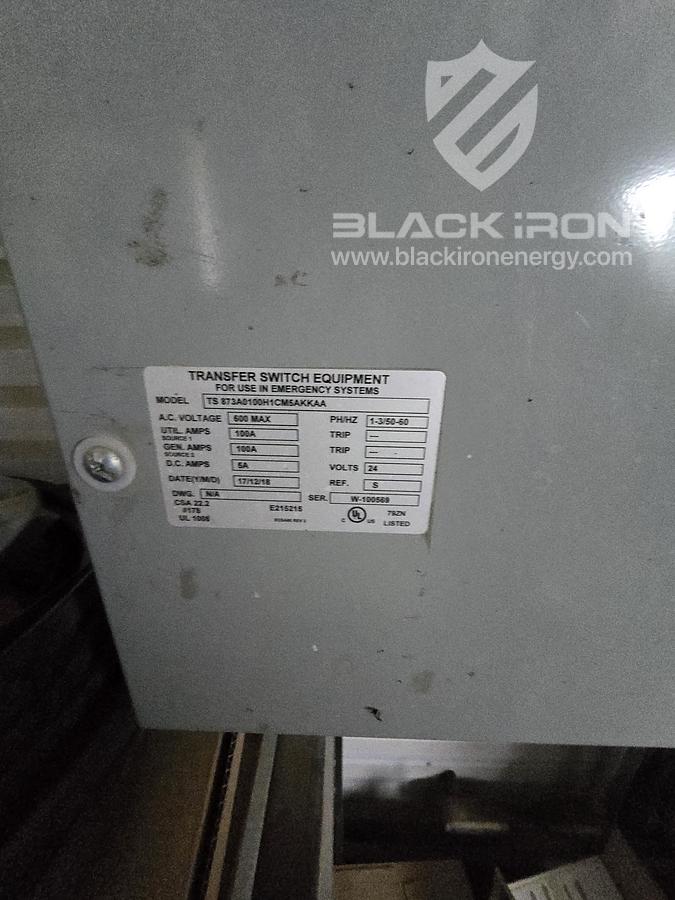 BLACK IRON
www.blackironenergy.com
TRANSFER SWITCH EQUIPMENT
FOR USE IN EMERGENCY SYSTEMS
MODEL TS 873A0100H1CM5AKKAA
A.C. VOLTAGE 600 MAX PH/HZ 1-3/50-60
UTIL. AMPS 100A TRIP ---
SOURCE 1
GEN. AMPS 100A TRIP ---
SOURCE 2
D.C. AMPS 5A VOLTS 24
DATE(Y/M/D) 17/12/18 REF. S
DWG. N/A SER. W-100569
CSA 22.2
#178 E215215 C UL US 79ZN
UL 1008 LISTED